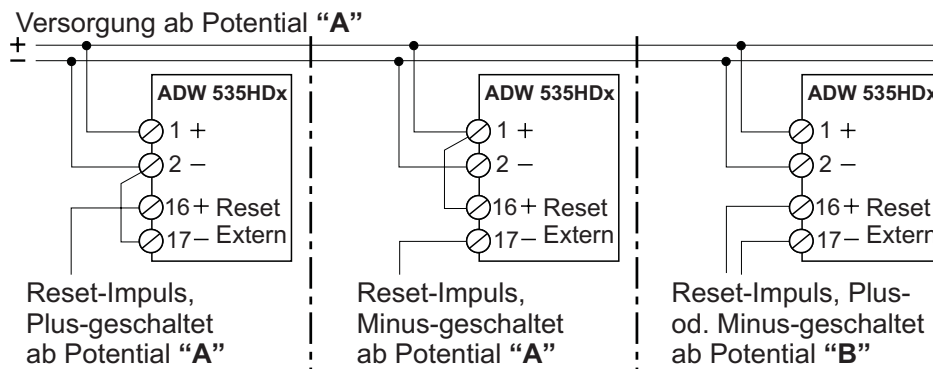 Versorgung ab Potential “A”
+
−
ADW 535HDx
1 +
2 −
16+ Reset
17− Extern
Reset-Impuls,
Plus-geschaltet
ab Potential “A”
ADW 535HDx
1 +
2 −
16+ Reset
17− Extern
Reset-Impuls,
Minus-geschaltet
ab Potential “A”
ADW 535HDx
1 +
2 −
16+ Reset
17− Extern
Reset-Impuls, Plus-
od. Minus-geschaltet
ab Potential “B”